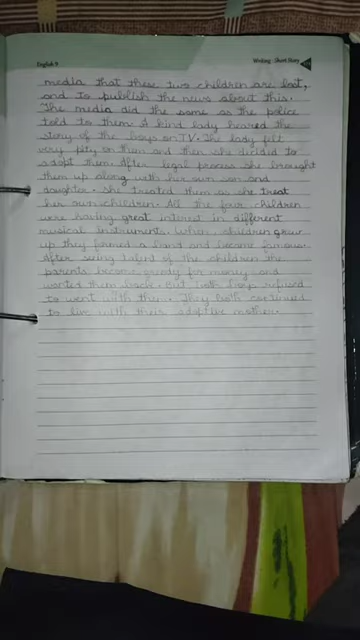 English 9
Writing - Short Story
media that these two children are lost,
and to publish the news about this.
The media did the same as the police
told to them. A kind lady heared the
story of the boys on TV. The lady felt
very pity on them and then she decided to
adopt them. After legal process she brought
them up along with her own son and
daughter. She treated them as she treat
her own children. All the four children
were having great interest in different
musical instruments. When children grew
up they formed a band and become famous.
After seeing talent of the children the
parents become greedy for money and
wanted them back. But both boys refused
to went with them. They both continued
to live with their adoptive mother.